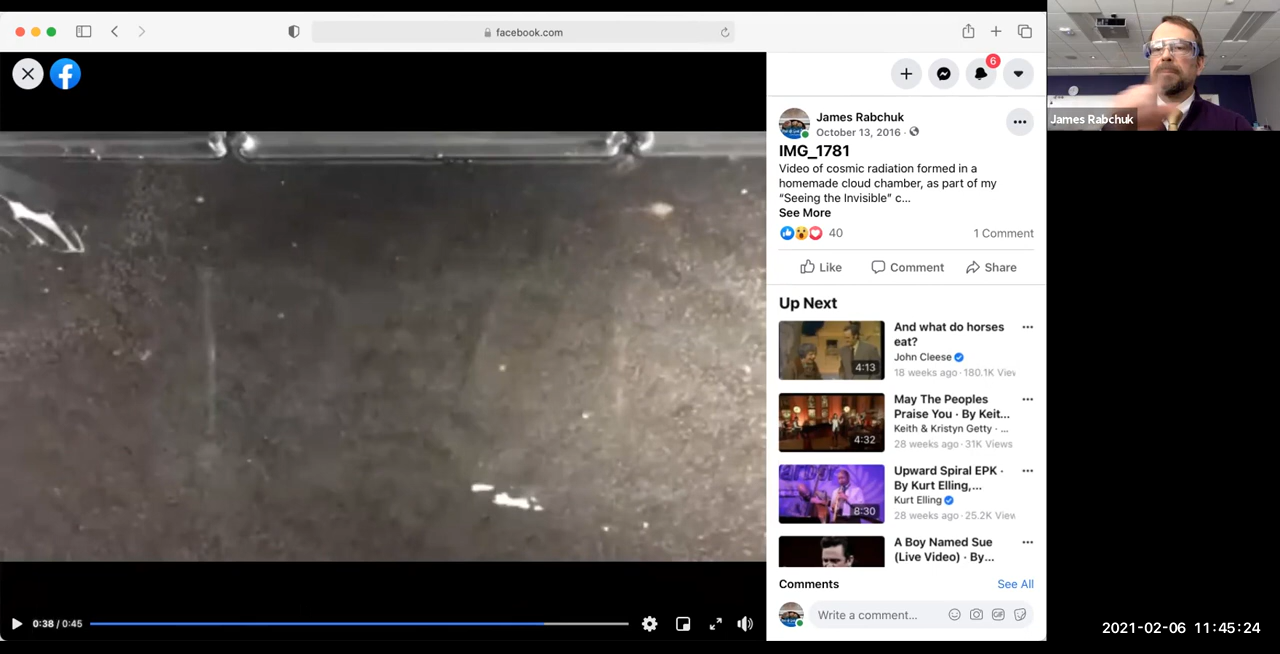 facebook.com
6
James Rabchuk
October 13, 2016 ·
IMG_1781
Video of cosmic radiation formed in a
homemade cloud chamber, as part of my
“Seeing the Invisible” c...
See More
40
1 Comment
Like
Comment
Share
Up Next
And what do horses
eat?
John Cleese
18 weeks ago · 180.1K View
4:13
May The Peoples
Praise You · By Keit...
Keith & Kristyn Getty · ...
28 weeks ago · 31K Views
4:32
Upward Spiral EPK ·
By Kurt Elling,...
Kurt Elling
28 weeks ago · 25.2K View
8:30
A Boy Named Sue
(Live Video) · By...
Comments
See All
Write a comment...
GIF
0:38 / 0:45
James Rabchuk
2021-02-06 11:45:24